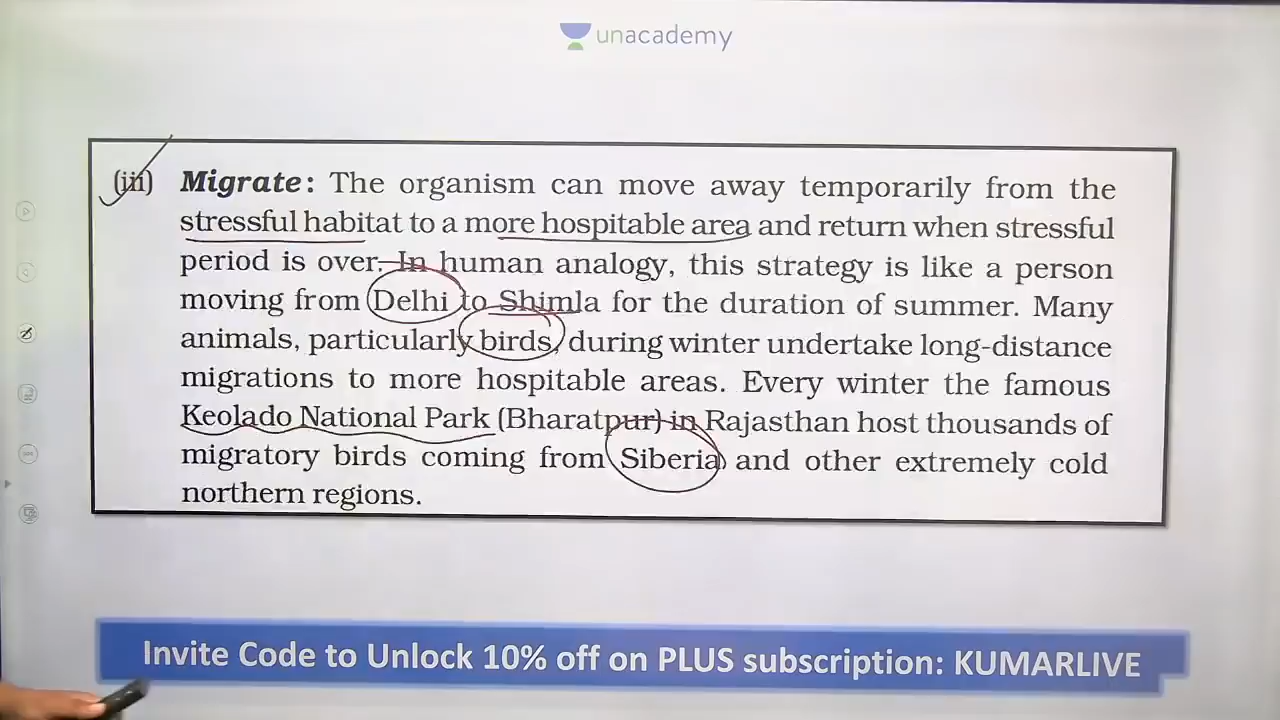 unacademy
(iii) Migrate: The organism can move away temporarily from the
stressful habitat to a more hospitable area and return when stressful
period is over. In human analogy, this strategy is like a person
moving from Delhi to Shimla for the duration of summer. Many
animals, particularly birds, during winter undertake long-distance
migrations to more hospitable areas. Every winter the famous
Keolado National Park (Bharatpur) in Rajasthan host thousands of
migratory birds coming from Siberia and other extremely cold
northern regions.
Invite Code to Unlock 10% off on PLUS subscription: KUMARLIVE